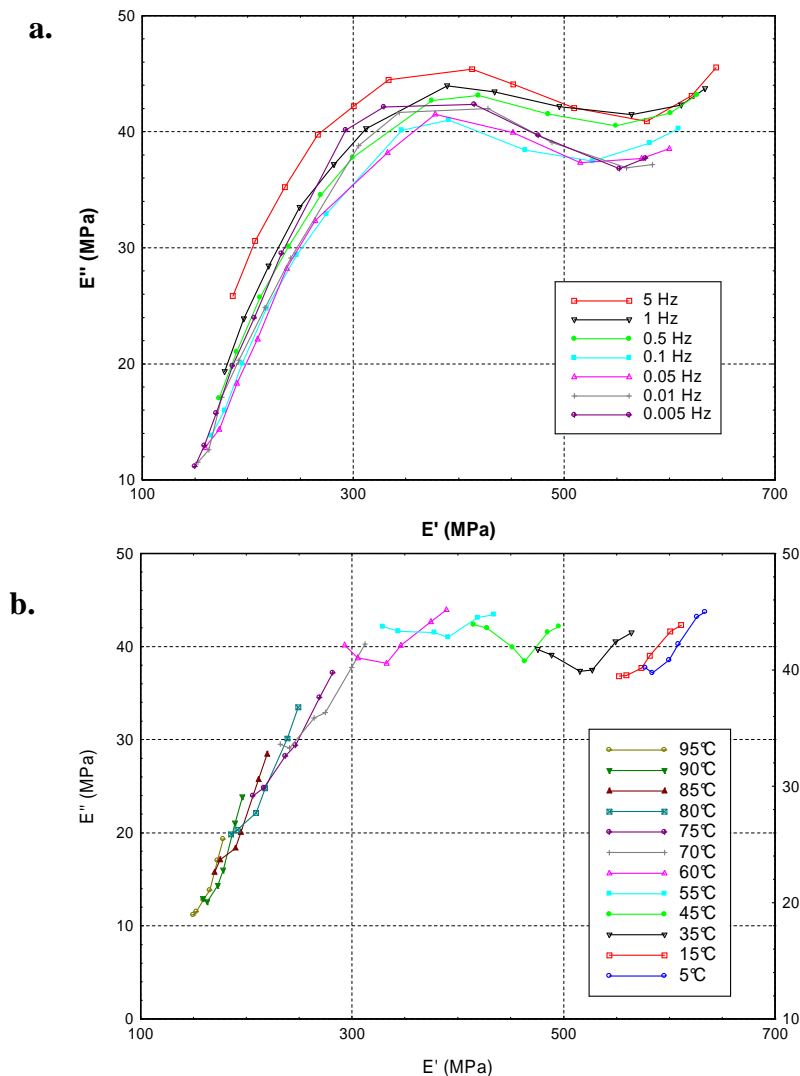 a.
50
40
30
20
10
E" (MPa)
5 Hz
1 Hz
0.5 Hz
0.1 Hz
0.05 Hz
0.01 Hz
0.005 Hz
100 300 500 700
E' (MPa)
b.
50 50
40 40
30 30
20 20
10
0 10
E" (MPa)
95°C
90°C
85°C
80°C
75°C
70°C
60°C
55°C
45°C
35°C
15°C
5°C
100 300 500 700
E' (MPa)